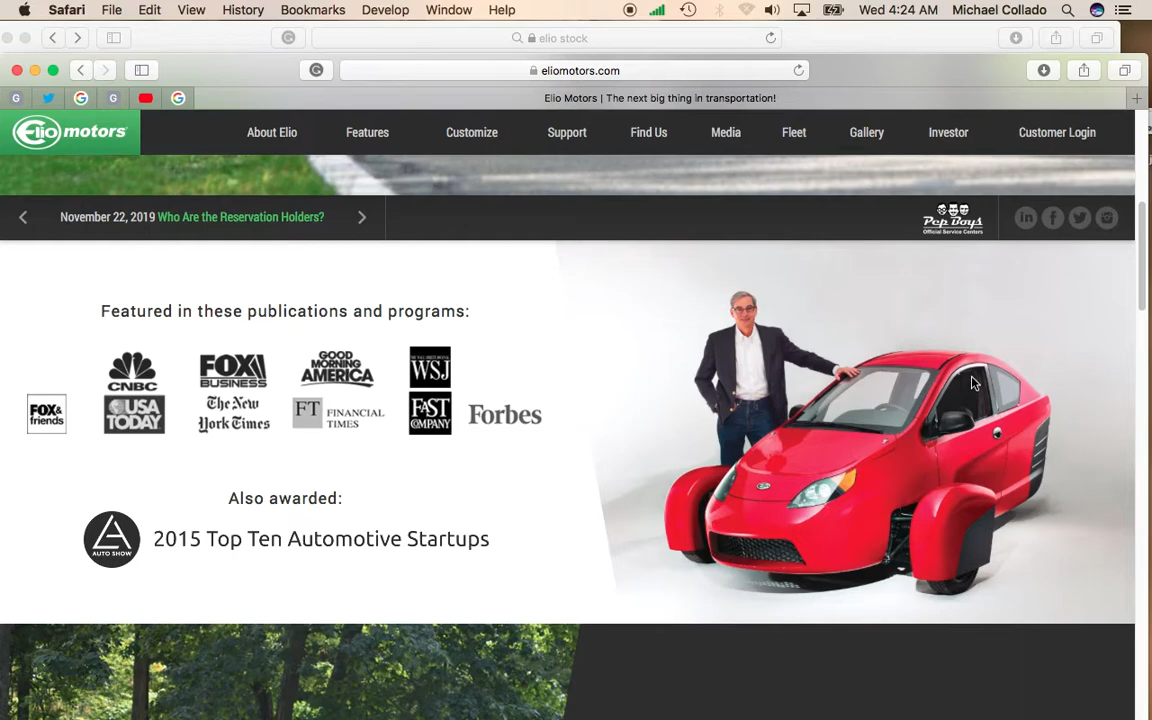 Safari File Edit View History Bookmarks Develop Window Help Wed 4:24 AM Michael Collado
elio stock
eliomotors.com
Elio Motors | The next big thing in transportation!
Elio motors About Elio Features Customize Support Find Us Media Fleet Gallery Investor Customer Login
November 22, 2019 Who Are the Reservation Holders?
Pep Boys
Official Service Centers
Featured in these publications and programs:
CNBC FOX BUSINESS GOOD MORNING AMERICA WSJ
FOX & friends USA TODAY The New York Times FT FINANCIAL TIMES FAST COMPANY Forbes
Also awarded:
AUTO SHOW
2015 Top Ten Automotive Startups